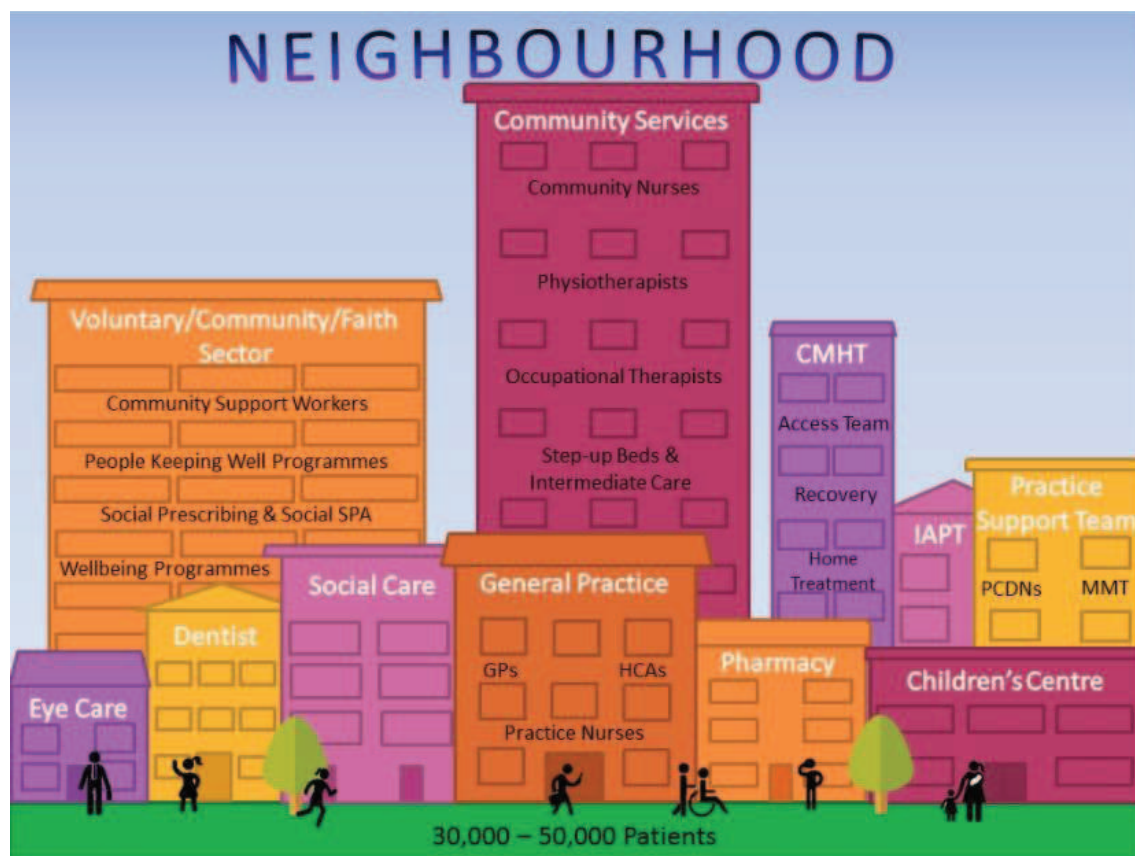 NEIGHBOURHOOD
Community Services
Community Nurses
Physiotherapists
Occupational Therapists
Step-up Beds &
Intermediate Care
Voluntary/Community/Faith
Sector
Community Support Workers
People Keeping Well Programmes
Social Prescribing & Social SPA
Wellbeing Programmes
CMHT
Access Team
Recovery
Home
Treatment
IAPT
Practice
Support Team
PCDNs
MMT
Social Care
General Practice
GPs
HCAs
Practice Nurses
Dentist
Pharmacy
Eye Care
Children's Centre
30,000 – 50,000 Patients